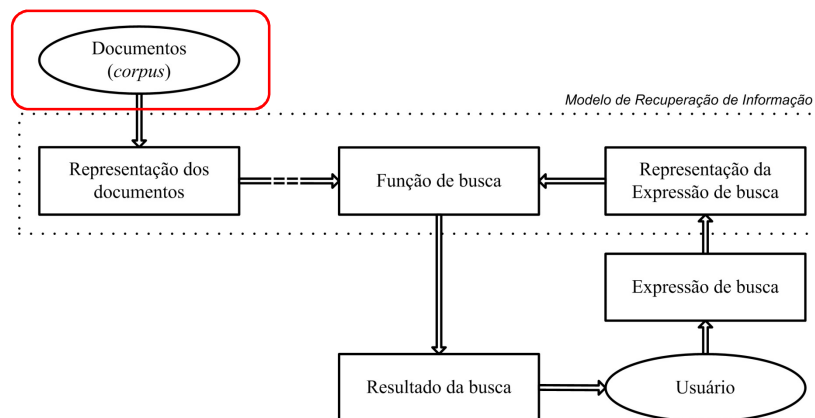 Documentos
(corpus)
Modelo de Recuperação de Informação
Representação dos
documentos
Função de busca
Representação da
Expressão de busca
Expressão de busca
Resultado da busca
Usuário